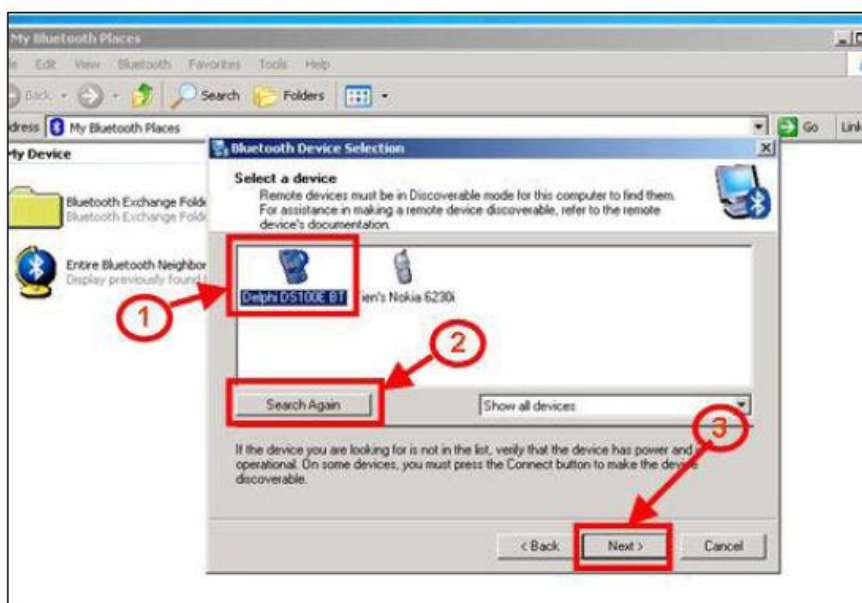 My Bluetooth Places
Edit View Bluetooth Favorites Tools Help
Back Search Folders
dress My Bluetooth Places Go Link
My Device
Bluetooth Exchange Fold
Bluetooth Exchange Fold
Entire Bluetooth Neighbor
Display previously found
Bluetooth Device Selection
Select a device
Remote devices must be in Discoverable mode for this computer to find them.
For assistance in making a remote device discoverable, refer to the remote
device's documentation.
Delphi DS100E BT ien's Nokia 6230i
1
2
Search Again Show all devices
3
If the device you are looking for is not in the list, verify that the device has power and
operational. On some devices, you must press the Connect button to make the device
discoverable.
< Back Next > Cancel